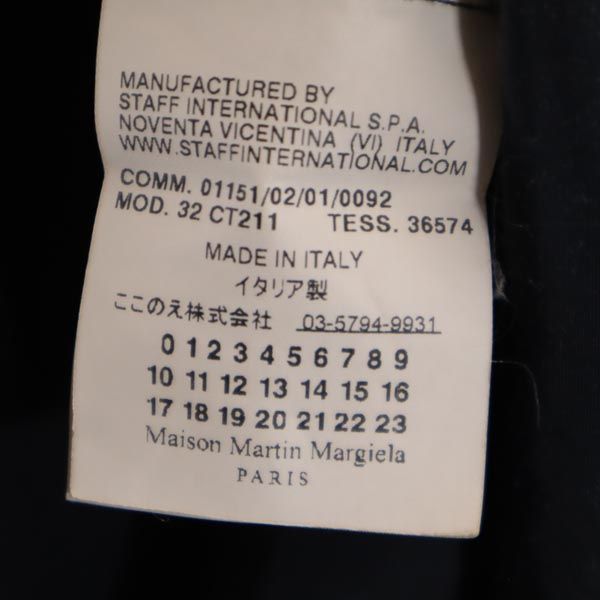 MANUFACTURED BY
STAFF INTERNATIONAL S.P.A.
NOVENTA VICENTINA (VI) ITALY
WWW.STAFFINTERNATIONAL.COM
COMM. 01151/02/01/0092
MOD. 32 CT211 TESS. 36574
MADE IN ITALY
イタリア製
ここのえ株式会社 03-5794-9931
0 1 2 3 4 5 6 7 8 9
10 11 12 13 14 15 16
17 18 19 20 21 22 23
Maison Martin Margiela
PARIS